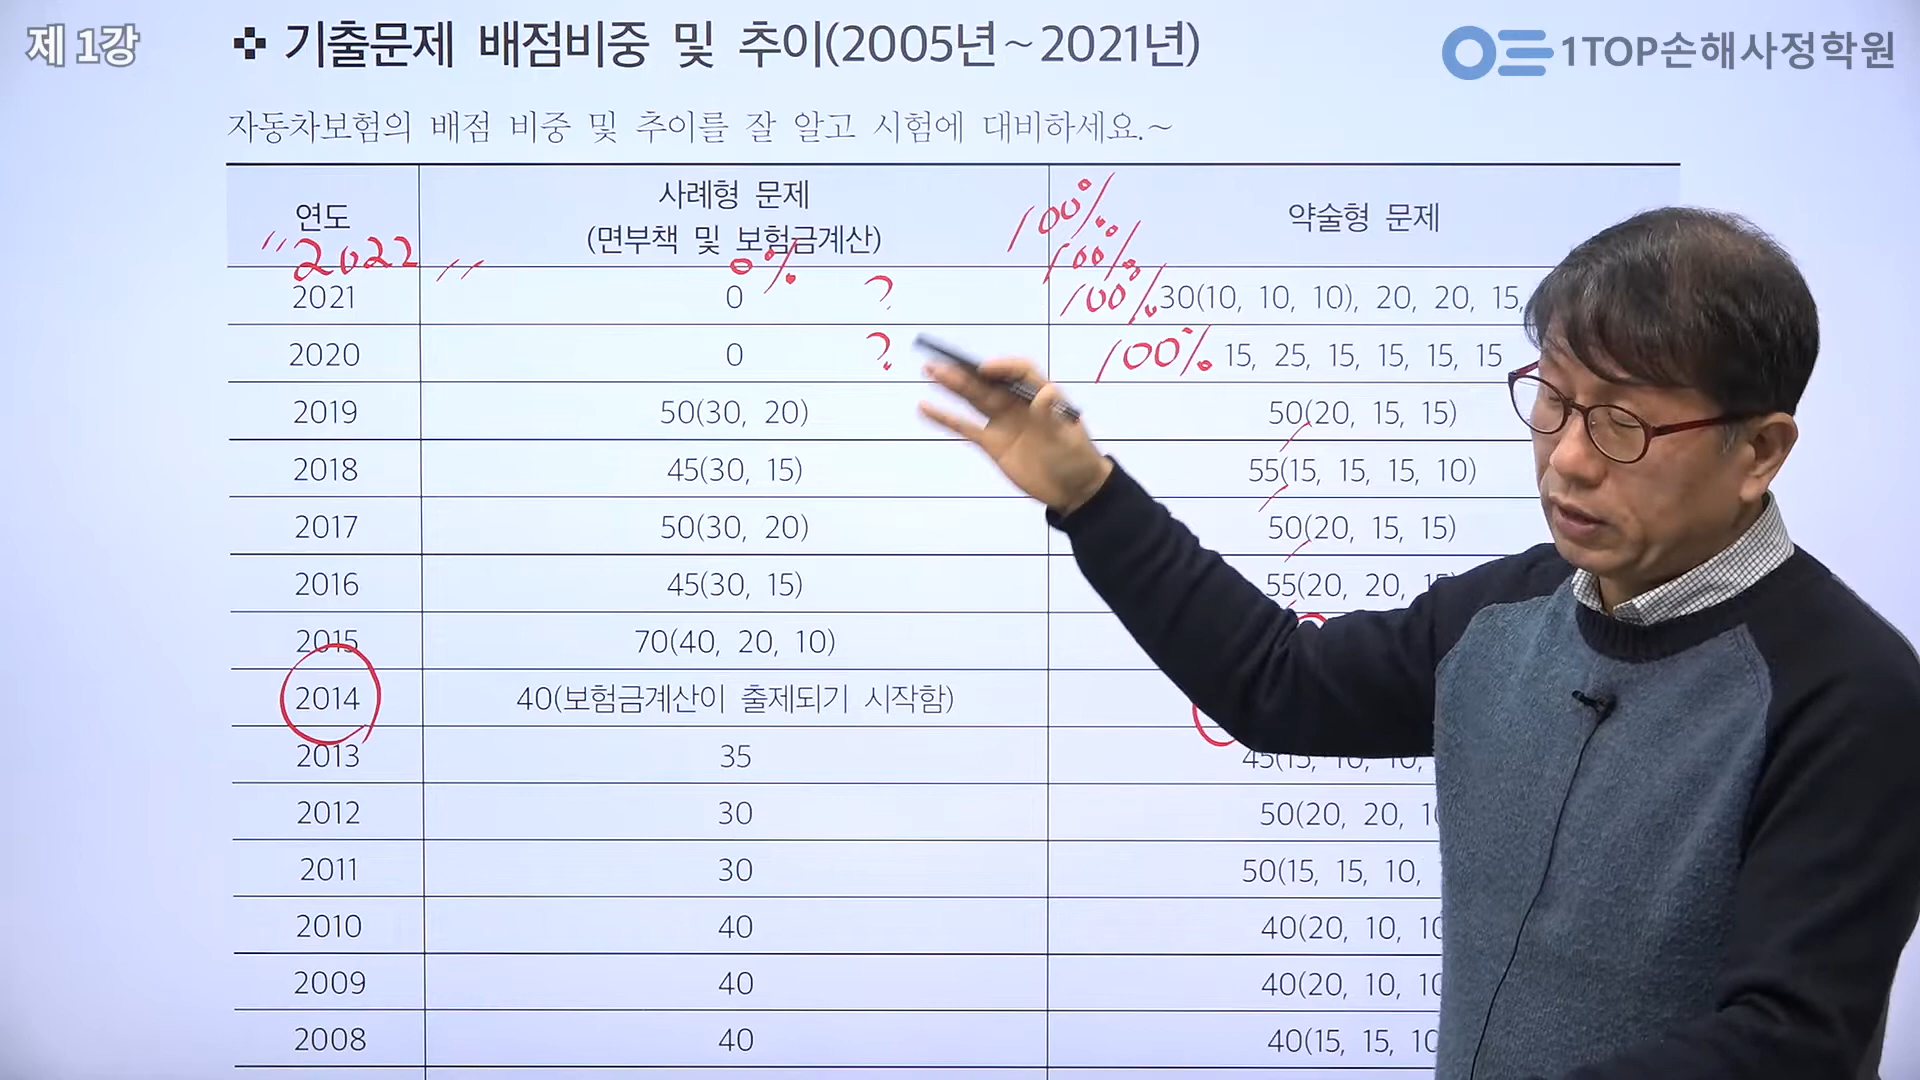 제 1강
기출문제 배점비중 및 추이(2005년~2021년)
1TOP손해사정학원
자동차보험의 배점 비중 및 추이를 잘 알고 시험에 대비하세요.~
연도 사례형 문제 약술형 문제
(면부책 및 보험금계산)
"2022" 0% 100%
100%
2021 0 ? 100% 30(10, 10, 10), 20, 20, 15,
2020 0 ? 100% 15, 25, 15, 15, 15, 15
2019 50(30, 20) 50(20, 15, 15)
2018 45(30, 15) 55(15, 15, 15, 10)
2017 50(30, 20) 50(20, 15, 15)
2016 45(30, 15) 55(20, 20,
2015 70(40, 20, 10)
2014 40(보험금계산이 출제되기 시작함)
2013 35 45(15, 10, 10,
2012 30 50(20, 20,
2011 30 50(15, 15, 10,
2010 40 40(20, 10,
2009 40 40(20, 10,
2008 40 40(15, 15,